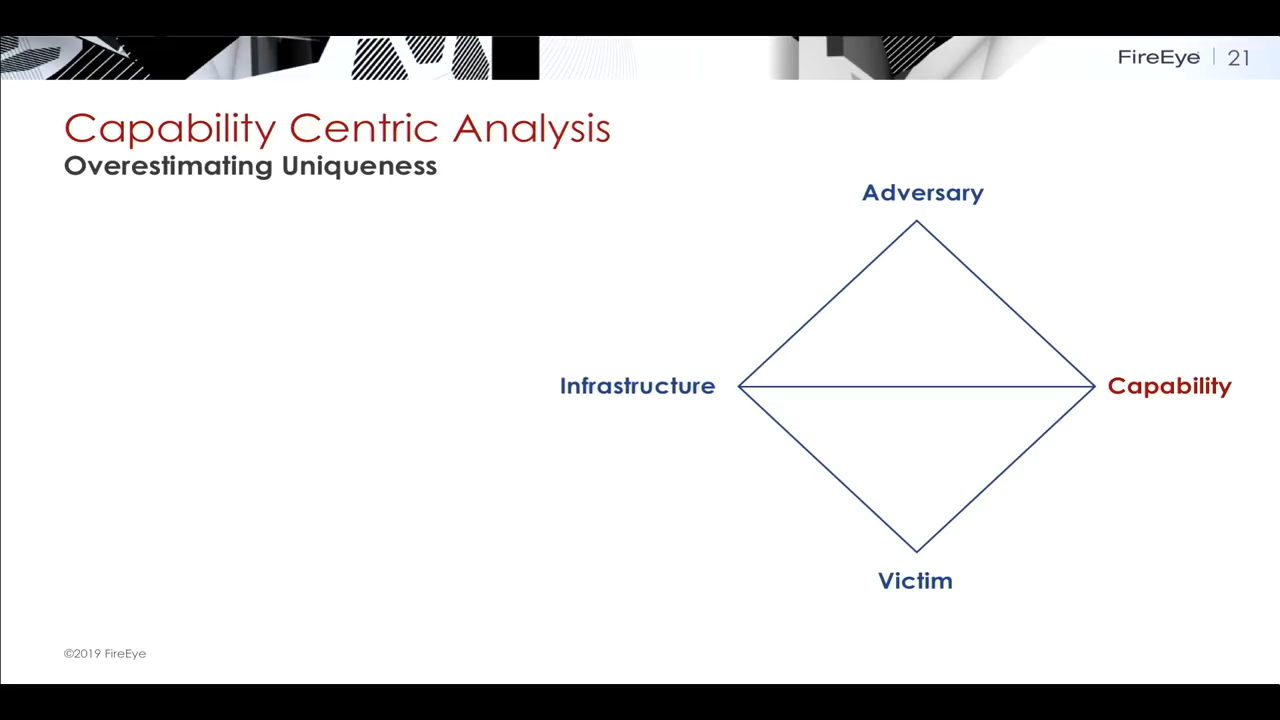 FireEye | 21
Capability Centric Analysis
Overestimating Uniqueness
Adversary
Infrastructure
Capability
Victim
©2019 FireEye